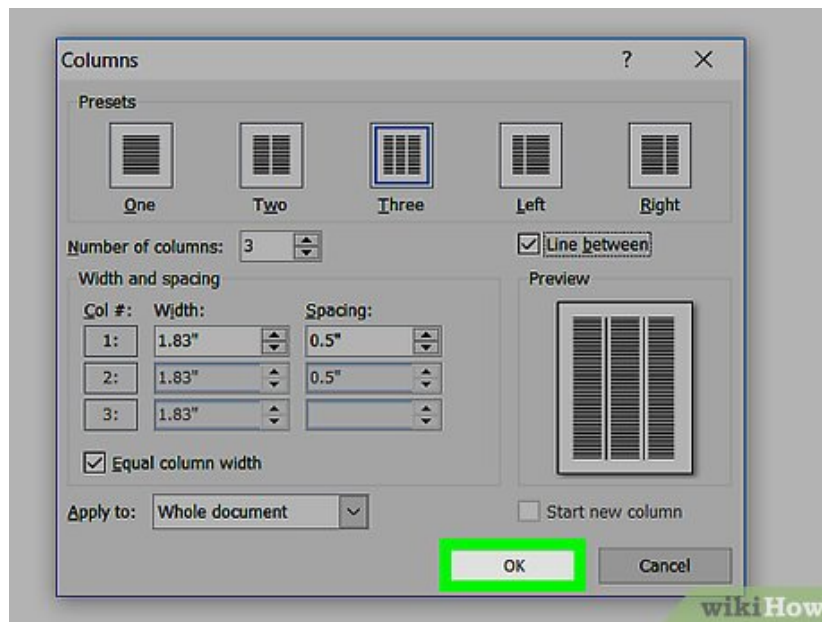 Columns ?
Presets
One Two Three Left Right
Number of columns: 3 Line between
Width and spacing Preview
Col #: Width: Spacing:
1: 1.83" 0.5"
2: 1.83" 0.5"
3: 1.83"
Equal column width
Apply to: Whole document Start new column
OK Cancel
wikiHow